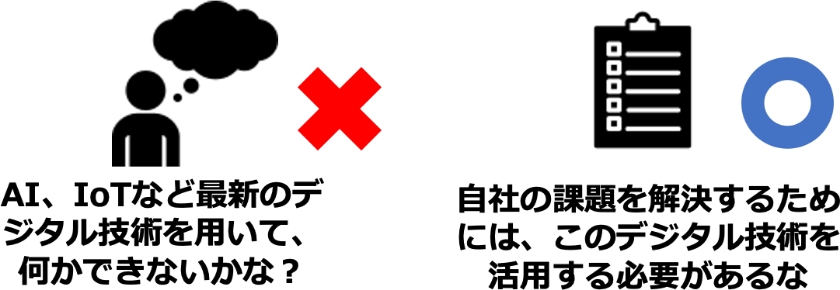 AI、IoTなど最新のデ
ジタル技術を用いて、
何かできないかな？
自社の課題を解決するため
には、このデジタル技術を
活用する必要があるな